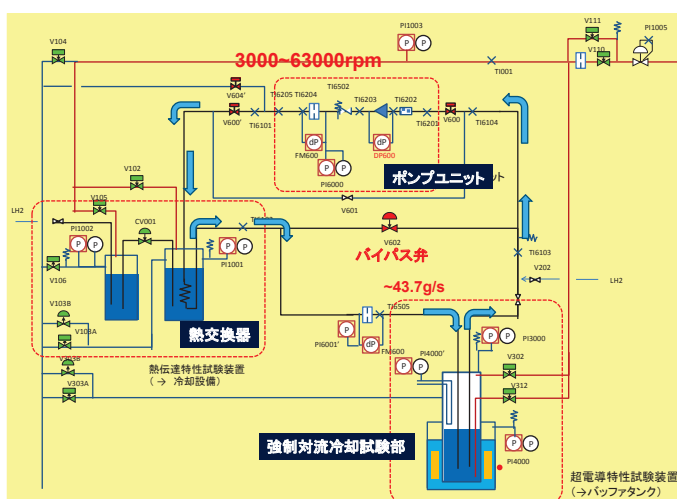 V104
PI1003
P P
V111
PI1005
V110
3000~63000rpm
TI001
V604'
TI6502
TI6205 TI6204
TI6203
TI6202
V600'
TI6101
TI6201
V600
TI6104
dP
dP
FM600
DP600
P P
PI6000
ポンプユニット
ット
V102
V601
V105
LH2
CV001
PI1002
P P
V602
P P
PI1001
バイパス弁
TI6103
V106
V202
LH2
~43.7g/s
V103B
TI6505
熱交換器
V103A
PI6001'
P
dP
FM600
PI4000'
P P
P P
PI3000
V302
V303B
熱伝達特性試験装置
(→ 冷却設備)
V303A
V312
強制対流冷却試験部
P P
PI4000
超電導特性試験装置
(→バッファタンク)